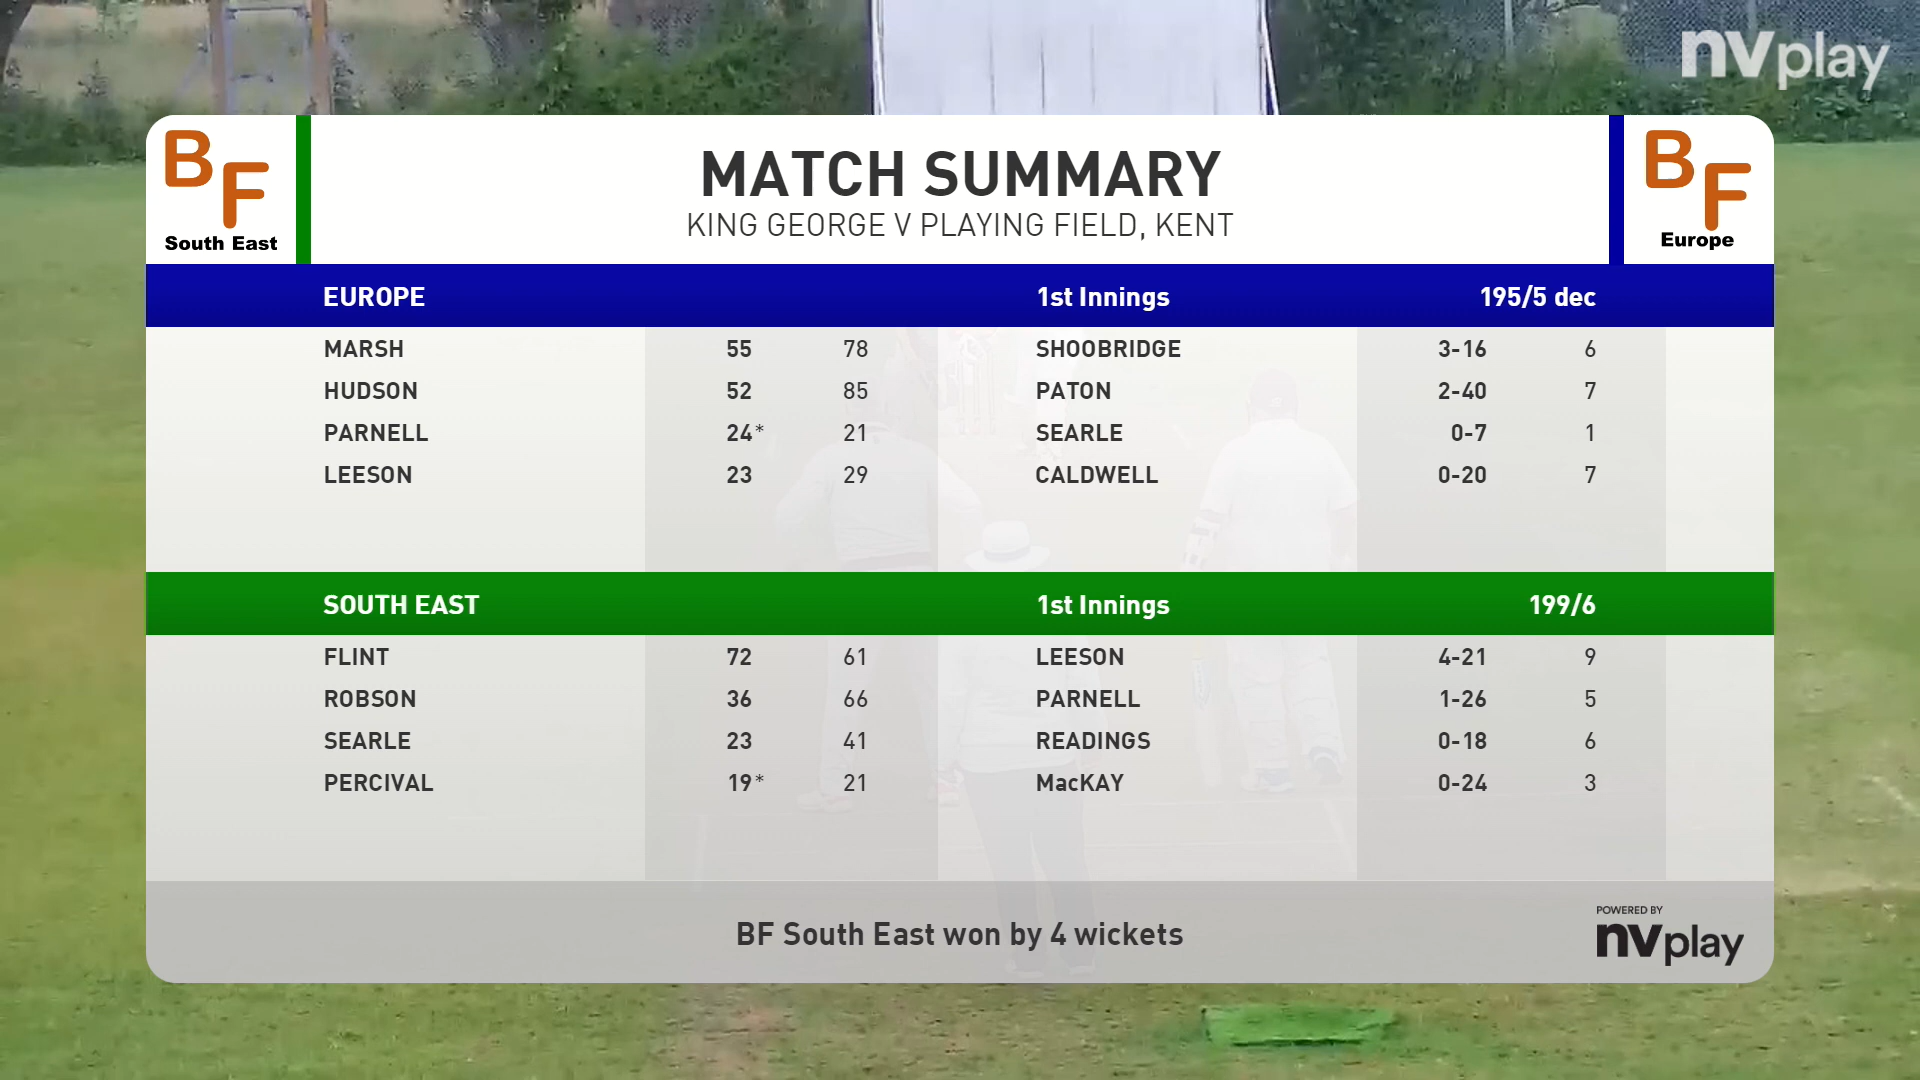 nvplay
BF
South East
MATCH SUMMARY
KING GEORGE V PLAYING FIELD, KENT
BF
Europe
EUROPE 1st Innings 195/5 dec
MARSH 55 78 SHOOBRIDGE 3-16 6
HUDSON 52 85 PATON 2-40 7
PARNELL 24* 21 SEARLE 0-7 1
LEESON 23 29 CALDWELL 0-20 7
SOUTH EAST 1st Innings 199/6
FLINT 72 61 LEESON 4-21 9
ROBSON 36 66 PARNELL 1-26 5
SEARLE 23 41 READINGS 0-18 6
PERCIVAL 19* 21 MacKAY 0-24 3
BF South East won by 4 wickets
POWERED BY
nvplay